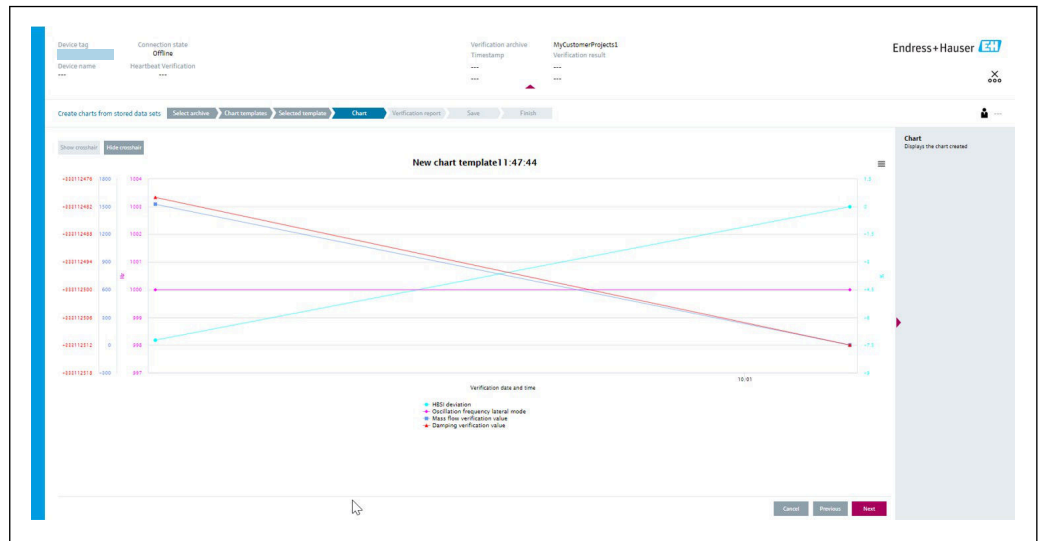 Device tag Connection state Verification archive MyCustomerProjects1
Offline Timestamp Verification result
Device name Heartbeat Verification --- ---
--- --- --- ---
Endress+Hauser EH
Create charts from stored data sets Select archive Chart templates Selected template Chart Verification report Save Finish ---
Chart
Displays the chart created
Show crosshair Hide crosshair
New chart template11:47:44
1800 1004
1500 1003 0
1200 1002
900 1001
600 1000
300 999
0 998
-300 997
10:01
Verification date and time
HBSI deviation
Oscillation frequency lateral mode
Mass flow verification value
Damping verification value
Cancel Previous Next